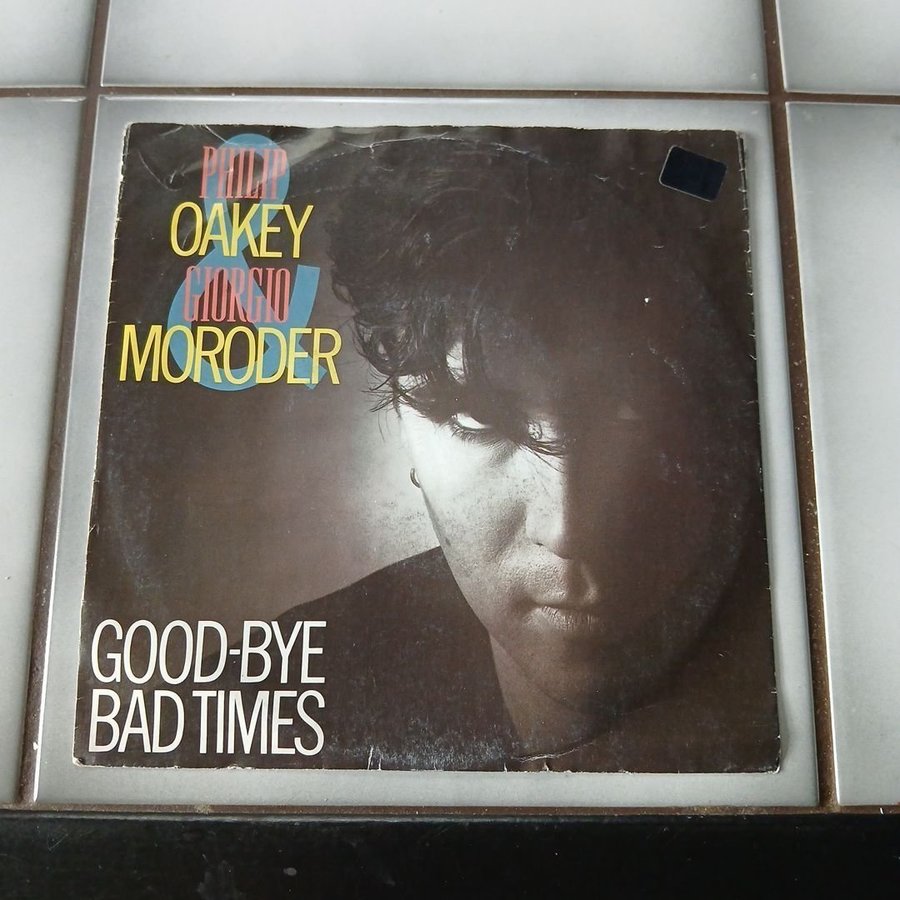 PHILIP
OAKEY
&
GIORGIO
MORODER
GOOD-BYE
BAD TIMES